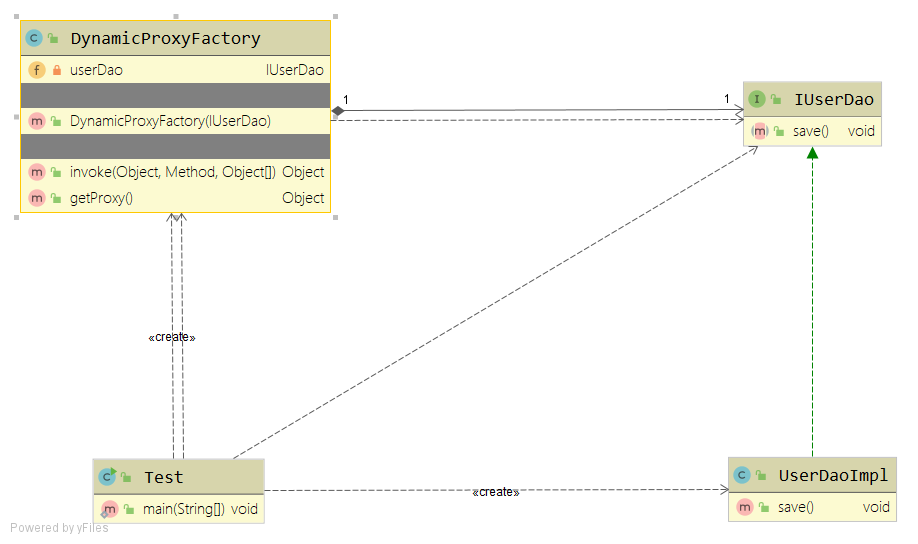 C DynamicProxyFactory
f userDao IUserDao
m DynamicProxyFactory(IUserDao)
m invoke(Object, Method, Object[]) Object
m getProxy() Object
1 1
I IUserDao
m save() void
«create»
C Test
m main(String[]) void
«create»
C UserDaoImpl
m save() void
Powered by yFiles